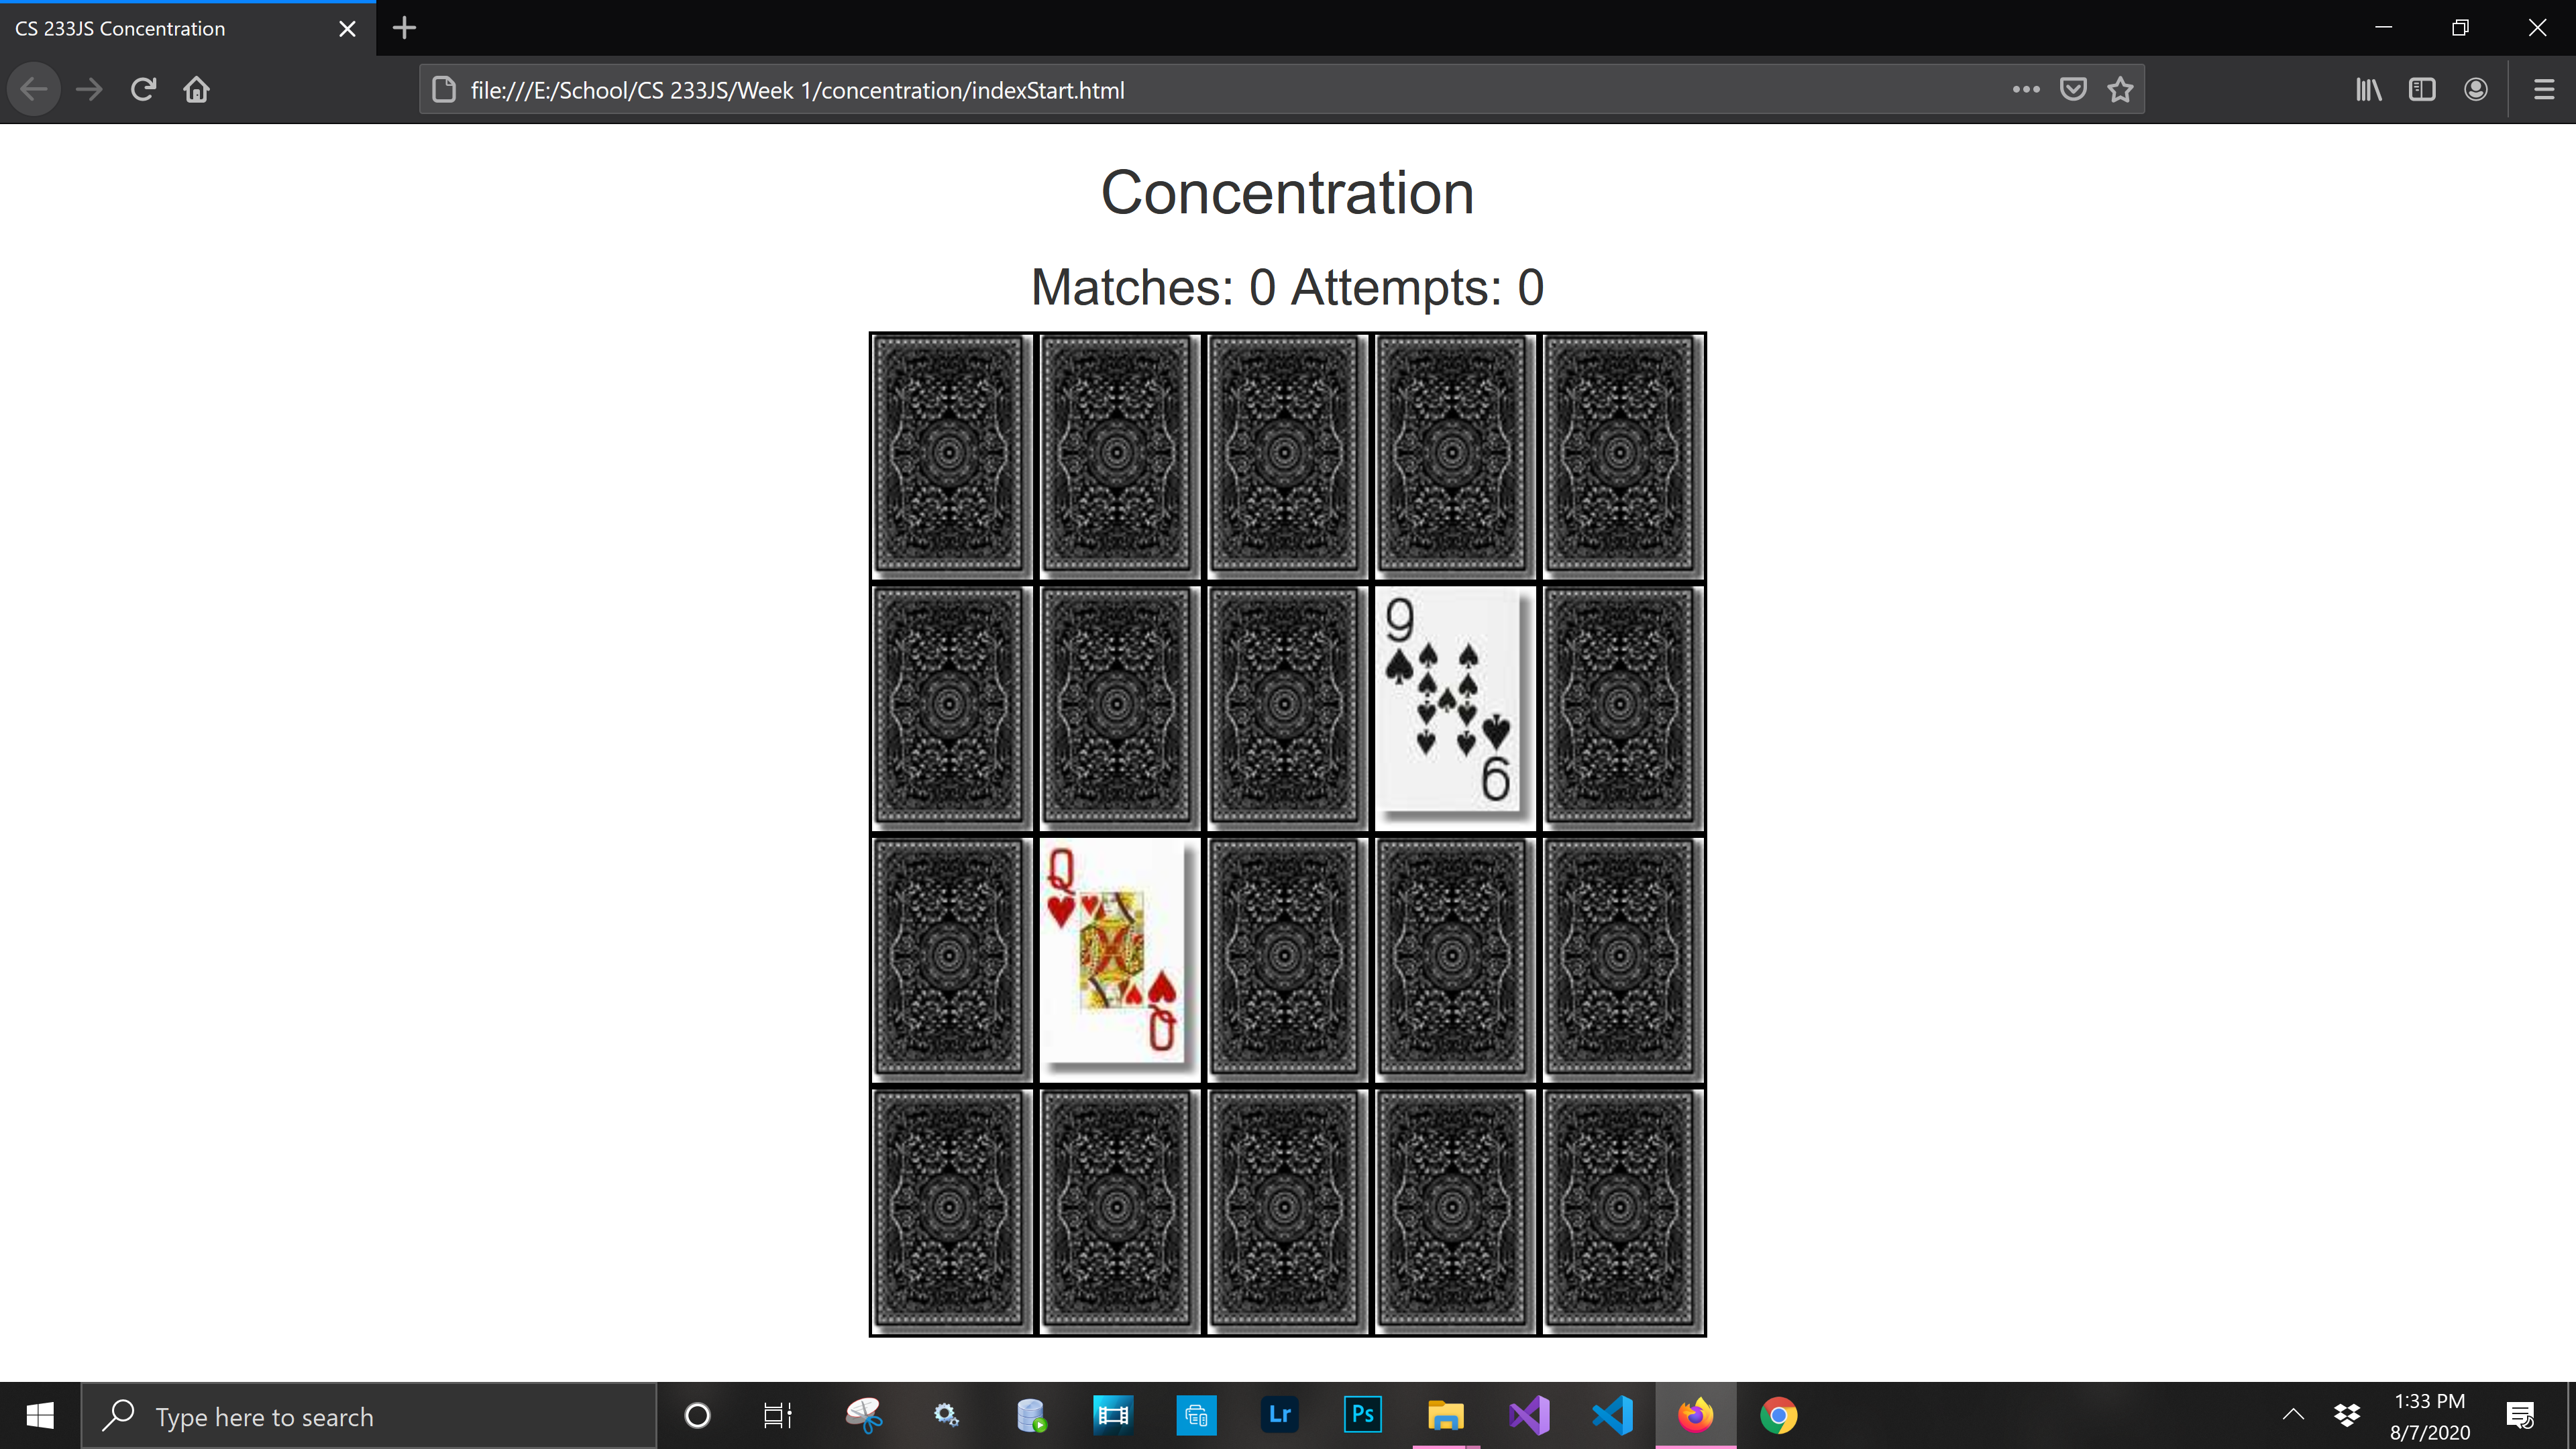 CS 233JS Concentration
file:///E:/School/CS 233JS/Week 1/concentration/indexStart.html
Concentration
Matches: 0 Attempts: 0
9
9
Q
Q
Type here to search
Lr
Ps
1:33 PM
8/7/2020